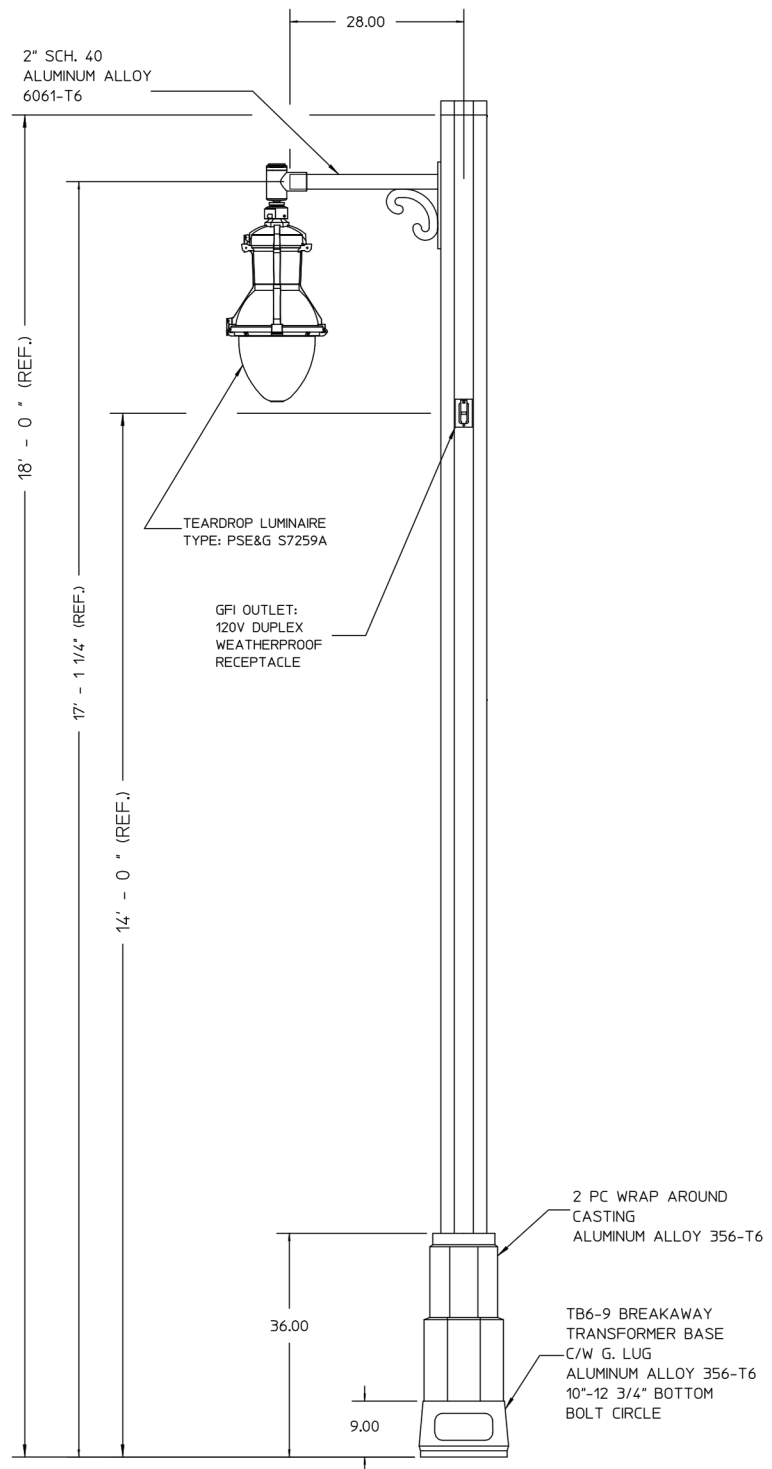 28.00
2" SCH. 40
ALUMINUM ALLOY
6061-T6
18' - 0 " (REF.)
17' - 1 1/4" (REF.)
14' - 0 " (REF.)
TEARDROP LUMINAIRE
TYPE: PSE&G S7259A
GFI OUTLET:
120V DUPLEX
WEATHERPROOF
RECEPTACLE
2 PC WRAP AROUND
CASTING
ALUMINUM ALLOY 356-T6
36.00
TB6-9 BREAKAWAY
TRANSFORMER BASE
C/W G. LUG
ALUMINUM ALLOY 356-T6
10"-12 3/4" BOTTOM
BOLT CIRCLE
9.00